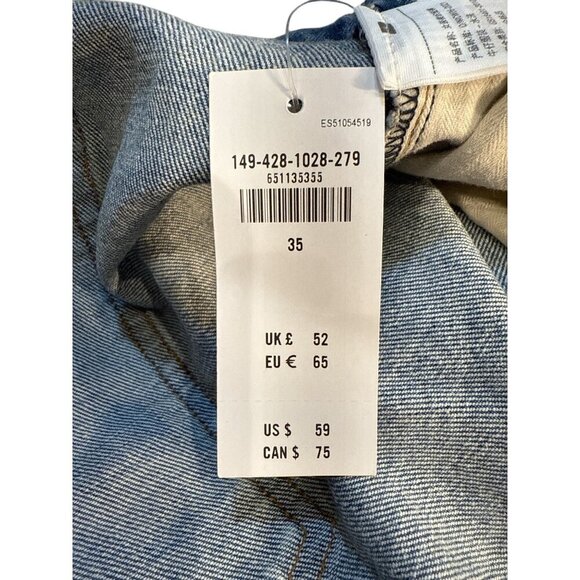 ES51054519
149-428-1028-279
651135355
35
UK £ 52
EU € 65
US $ 59
CAN $ 75